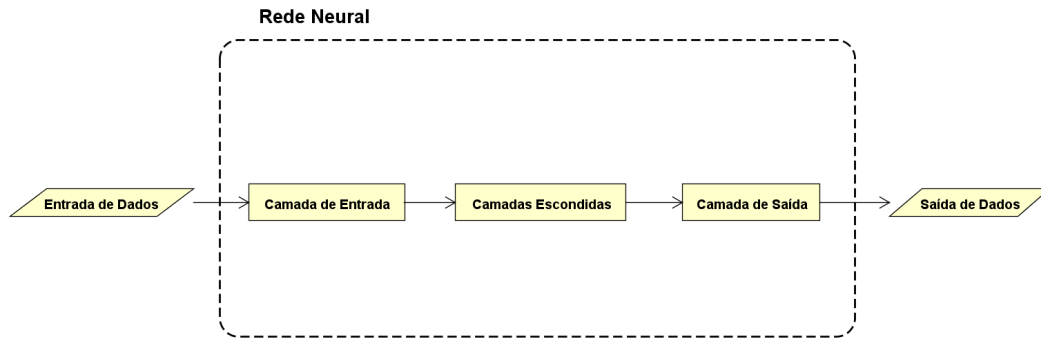 Rede Neural
Entrada de Dados
Camada de Entrada
Camadas Escondidas
Camada de Saída
Saída de Dados